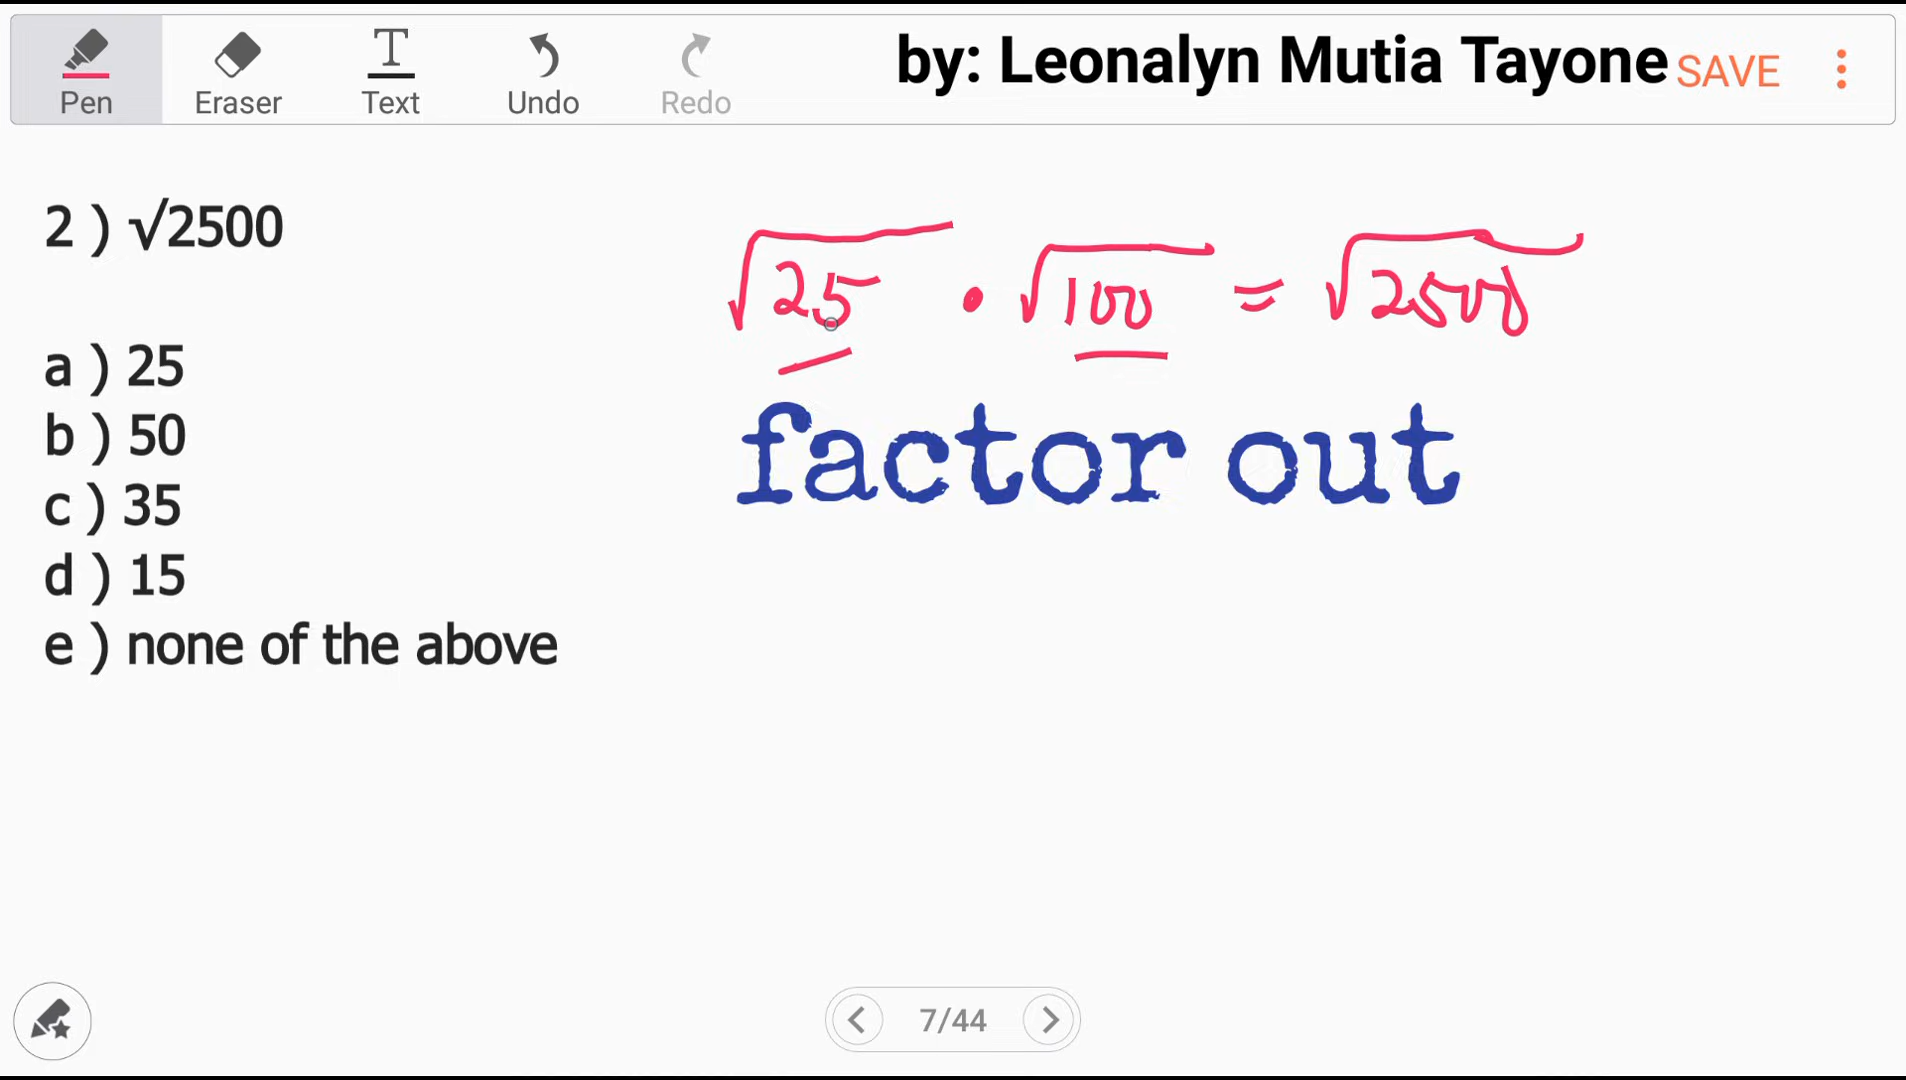 Pen Eraser Text Undo Redo by: Leonalyn Mutia Tayone SAVE
2 ) √2500
√25 • √100 = √2500
a ) 25
b ) 50
c ) 35
d ) 15
e ) none of the above
factor out
7/44